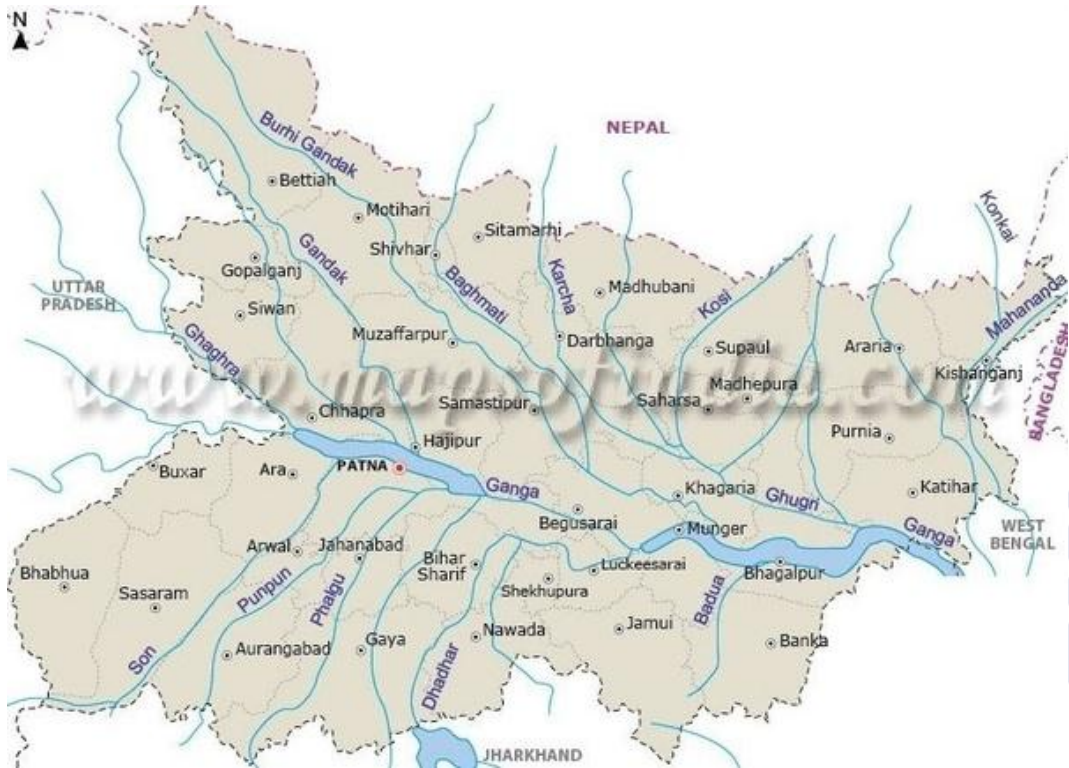 N
NEPAL
Burhi Gandak
Bettiah
Motihari
Sitamarhi
Shivhar
Konkai
Gopalganj
Gandak
Baghmati
Karcha
Madhubani
Kosi
Mahananda
UTTAR
PRADESH
Siwan
Muzaffarpur
Darbhanga
Supaul
Araria
Kishanganj
BANGLADESH
Ghaghra
www.mapsofindia.com
Madhepura
Saharsa
Samastipur
Chhapra
Hajipur
Purnia
Buxar
Ara
PATNA
Ganga
Khagaria
Ghugri
Katihar
Begusarai
Munger
Ganga
WEST
BENGAL
Arwal
Jahanabad
Bihar
Sharif
Luckeesarai
Bhagalpur
Bhabhua
Sasaram
Punpun
Phalgu
Shekhupura
Badua
Son
Aurangabad
Gaya
Dhadhar
Nawada
Jamui
Banka
JHARKHAND